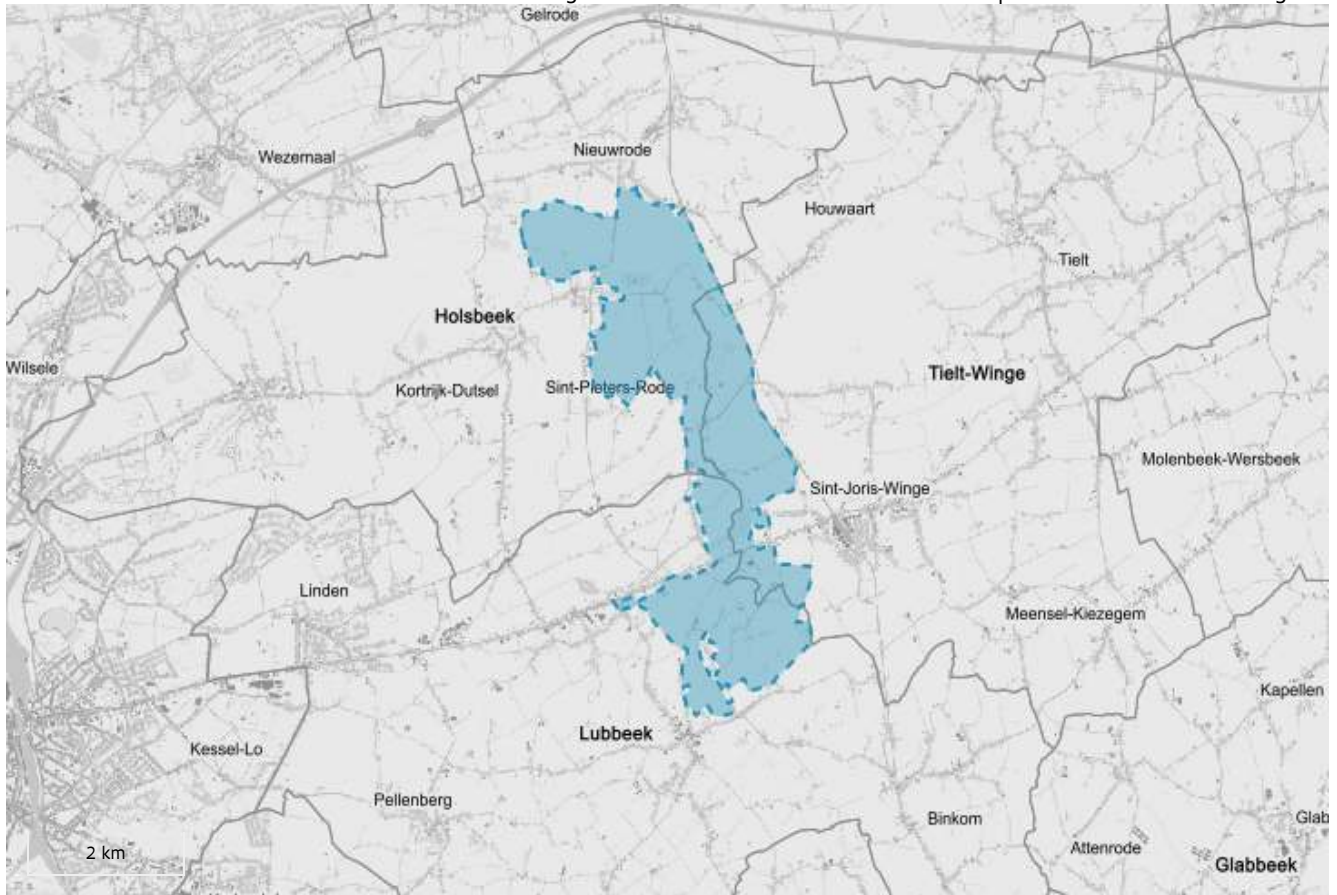 Gelrode
Wezemaal
Nieuwrode
Houwaart
Tielt
Holsbeek
Wilsele
Tielt-Winge
Kortrijk-Dutsel
Sint-Pieters-Rode
Molenbeek-Wersbeek
Sint-Joris-Winge
Linden
Meensel-Kiezegem
Kapellen
Lubbeek
Kessel-Lo
Pellenberg
Binkom
Glab
Attenrode
2 km
Glabbeek